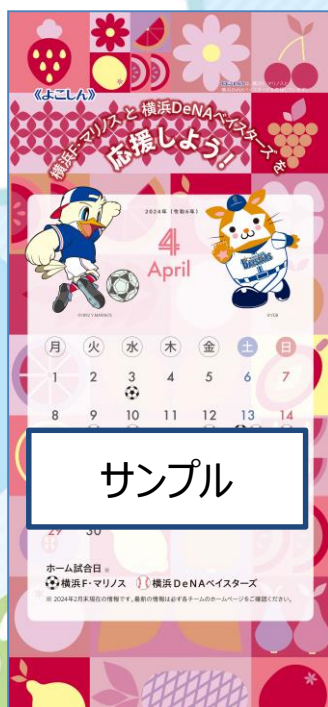 《よこしん》
横浜F・マリノスと横浜DeNAベイスターズを
応援しよう!
2024年（令和6年）
4
April
月 火 水 木 金 土 日
1 2 3 4 5 6 7
8 9 10 11 12 13 14
サンプル
29 30
ホーム試合日
横浜F・マリノス 横浜DeNAベイスターズ
※ 2024年2月末現在の情報です。最新の情報は必ず各チームのホームページをご確認ください。